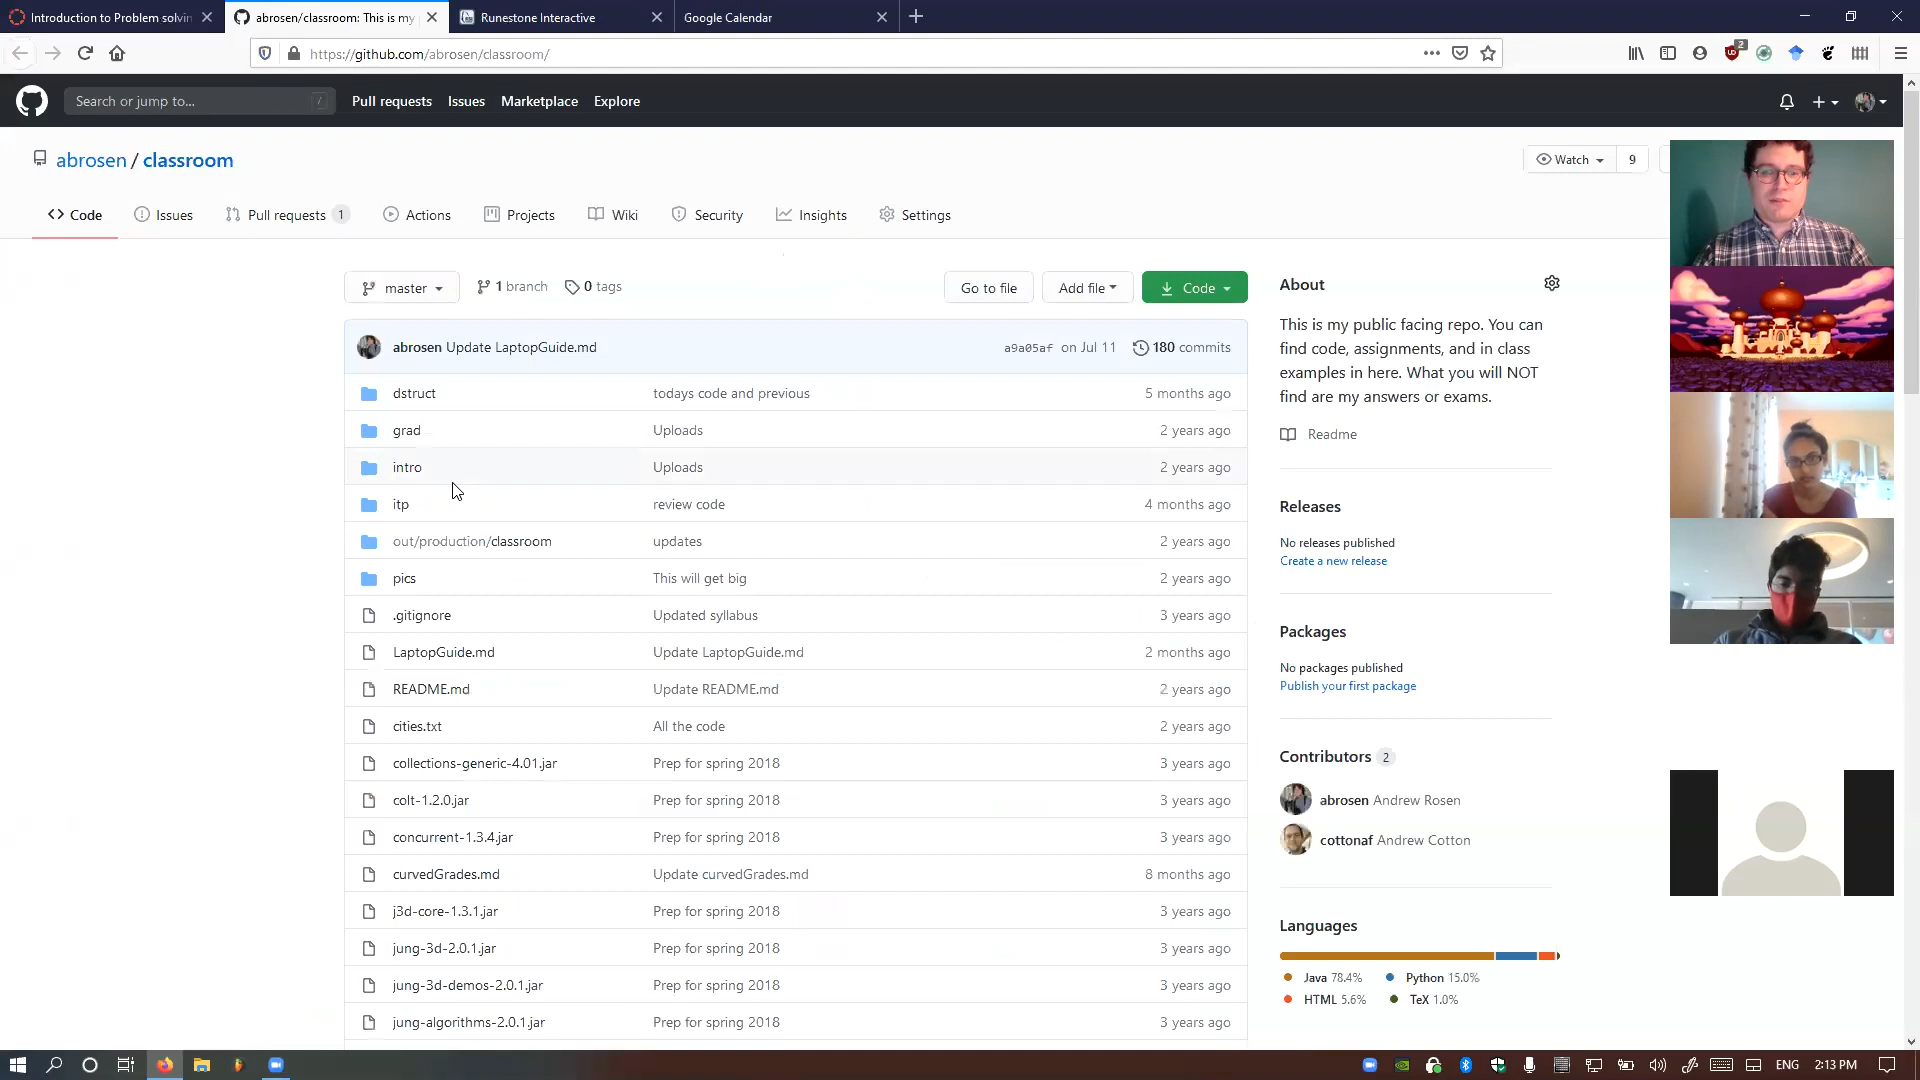 Introduction to Problem solvin
abrosen/classroom: This is my
Runestone Interactive
Google Calendar
https://github.com/abrosen/classroom/
2
Search or jump to...
/
Pull requests
Issues
Marketplace
Explore
abrosen / classroom
Watch
9
Code
Issues
Pull requests 1
Actions
Projects
Wiki
Security
Insights
Settings
master
1 branch
0 tags
Go to file
Add file
Code
abrosen Update LaptopGuide.md
a9a05af on Jul 11
180 commits
dstruct todays code and previous 5 months ago
grad Uploads 2 years ago
intro Uploads 2 years ago
itp review code 4 months ago
out/production/classroom updates 2 years ago
pics This will get big 2 years ago
.gitignore Updated syllabus 3 years ago
LaptopGuide.md Update LaptopGuide.md 2 months ago
README.md Update README.md 2 years ago
cities.txt All the code 2 years ago
collections-generic-4.01.jar Prep for spring 2018 3 years ago
colt-1.2.0.jar Prep for spring 2018 3 years ago
concurrent-1.3.4.jar Prep for spring 2018 3 years ago
curvedGrades.md Update curvedGrades.md 8 months ago
j3d-core-1.3.1.jar Prep for spring 2018 3 years ago
jung-3d-2.0.1.jar Prep for spring 2018 3 years ago
jung-3d-demos-2.0.1.jar Prep for spring 2018 3 years ago
jung-algorithms-2.0.1.jar Prep for spring 2018 3 years ago
About
This is my public facing repo. You can
find code, assignments, and in class
examples in here. What you will NOT
find are my answers or exams.
Readme
Releases
No releases published
Create a new release
Packages
No packages published
Publish your first package
Contributors 2
abrosen Andrew Rosen
cottonaf Andrew Cotton
Languages
Java 78.4%
Python 15.0%
HTML 5.6%
TeX 1.0%
ENG
2:13 PM